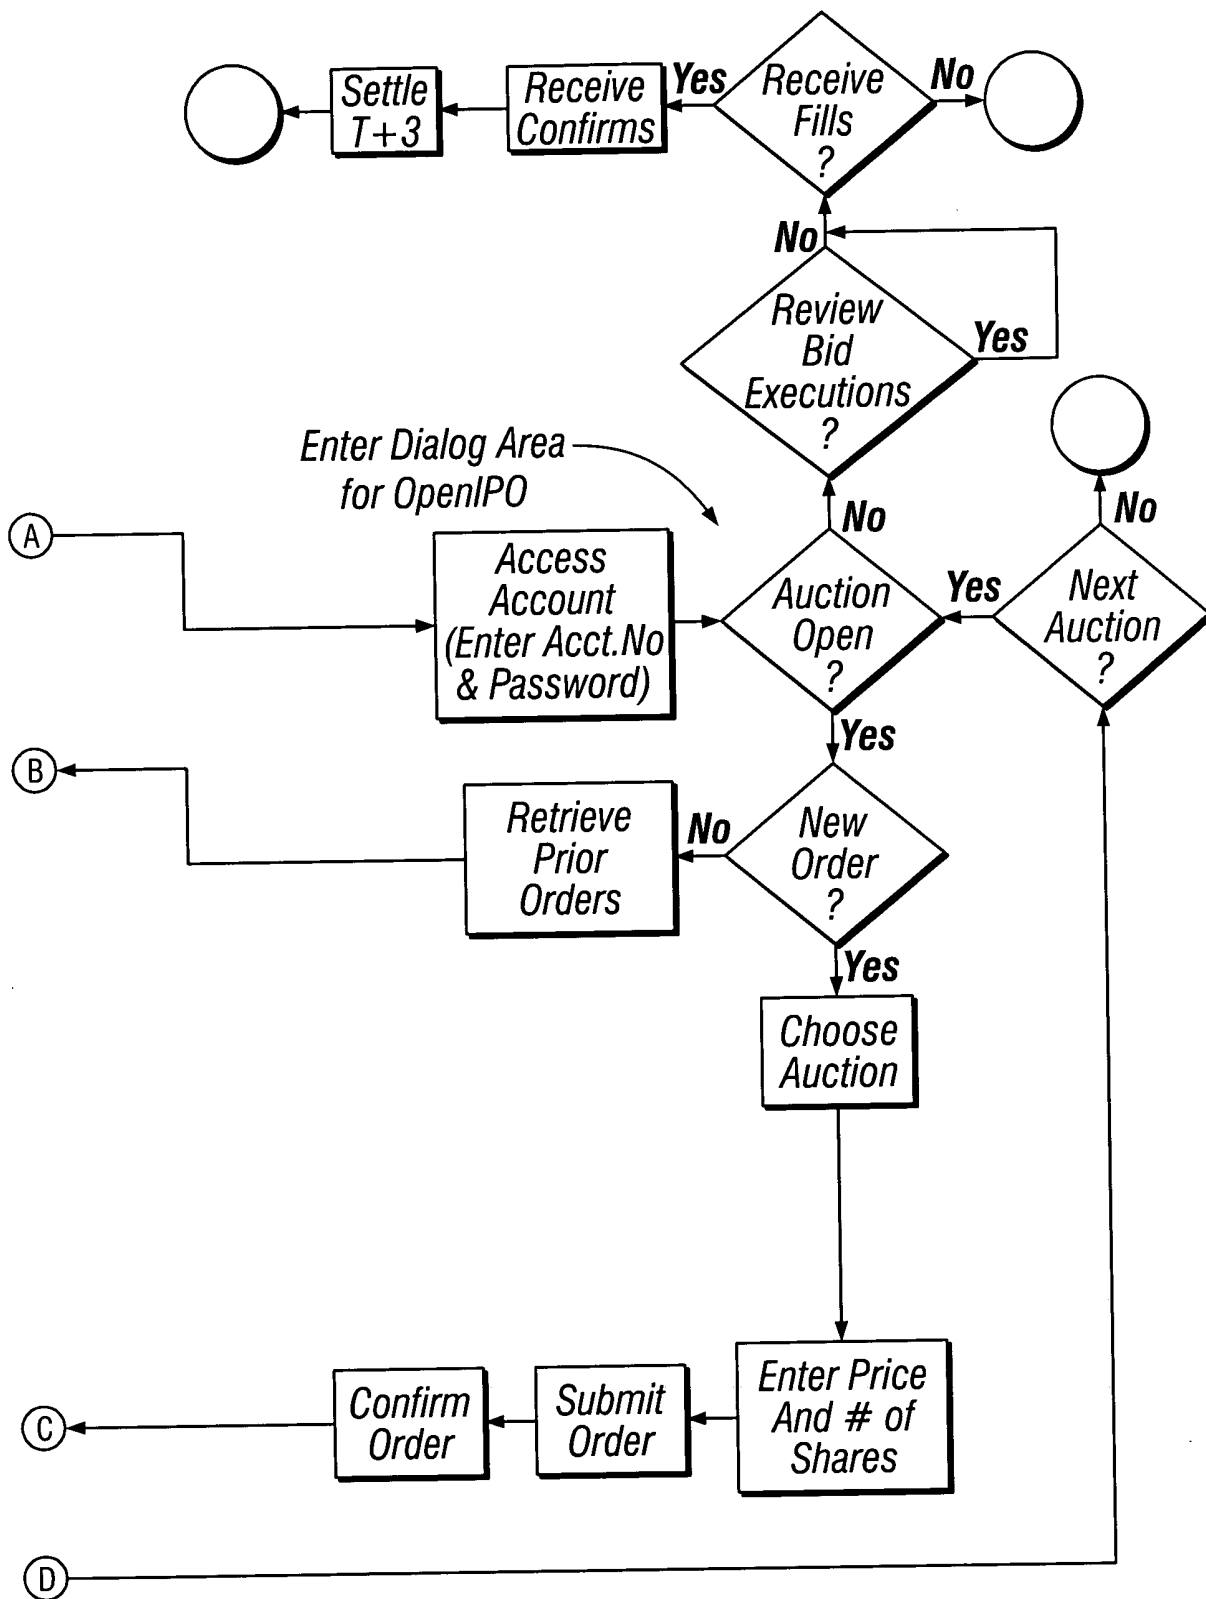 Settle
T+3
Receive
Confirms
Yes
Receive
Fills
?
No
No
Review
Bid
Executions
?
Yes
Enter Dialog Area
for OpenIPO
No
No
A
Access
Account
(Enter Acct.No
& Password)
Auction
Open
?
Yes
Next
Auction
?
Yes
B
Retrieve
Prior
Orders
No
New
Order
?
Yes
Choose
Auction
C
Confirm
Order
Submit
Order
Enter Price
And # of
Shares
D